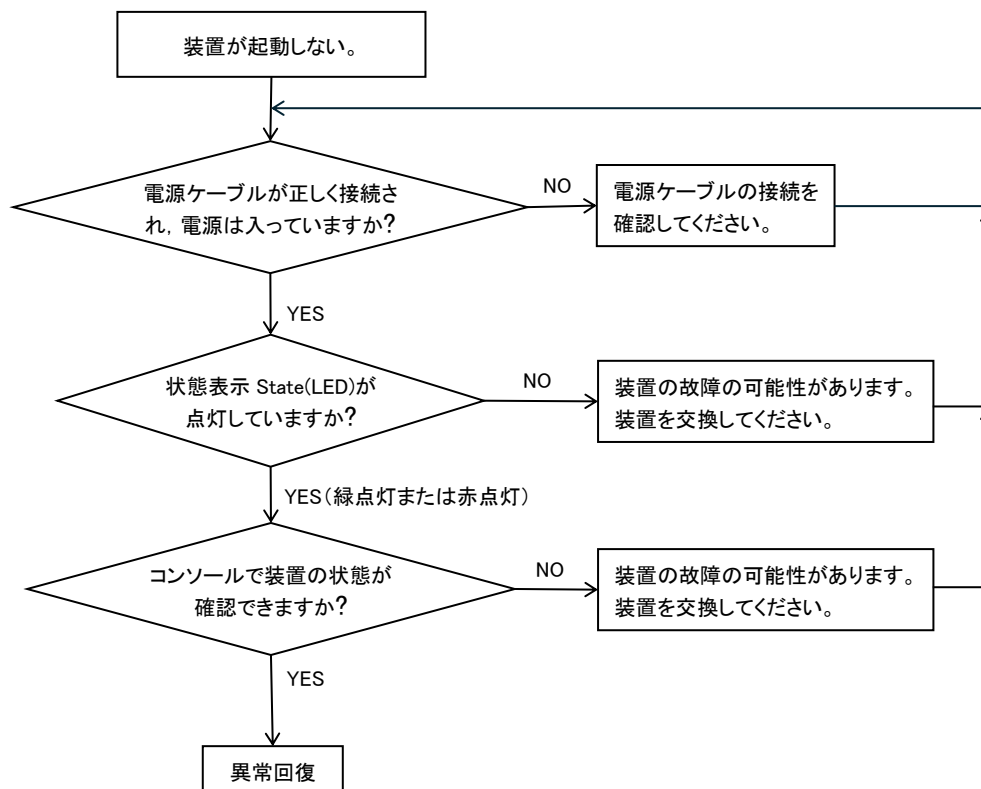 装置が起動しない。
電源ケーブルが正しく接続さ
れ，電源は入っていますか?
NO
電源ケーブルの接続を
確認してください。
YES
状態表示 State(LED)が
点灯していますか?
NO
装置の故障の可能性があります。
装置を交換してください。
YES（緑点灯または赤点灯）
コンソールで装置の状態が
確認できますか?
NO
装置の故障の可能性があります。
装置を交換してください。
YES
異常回復